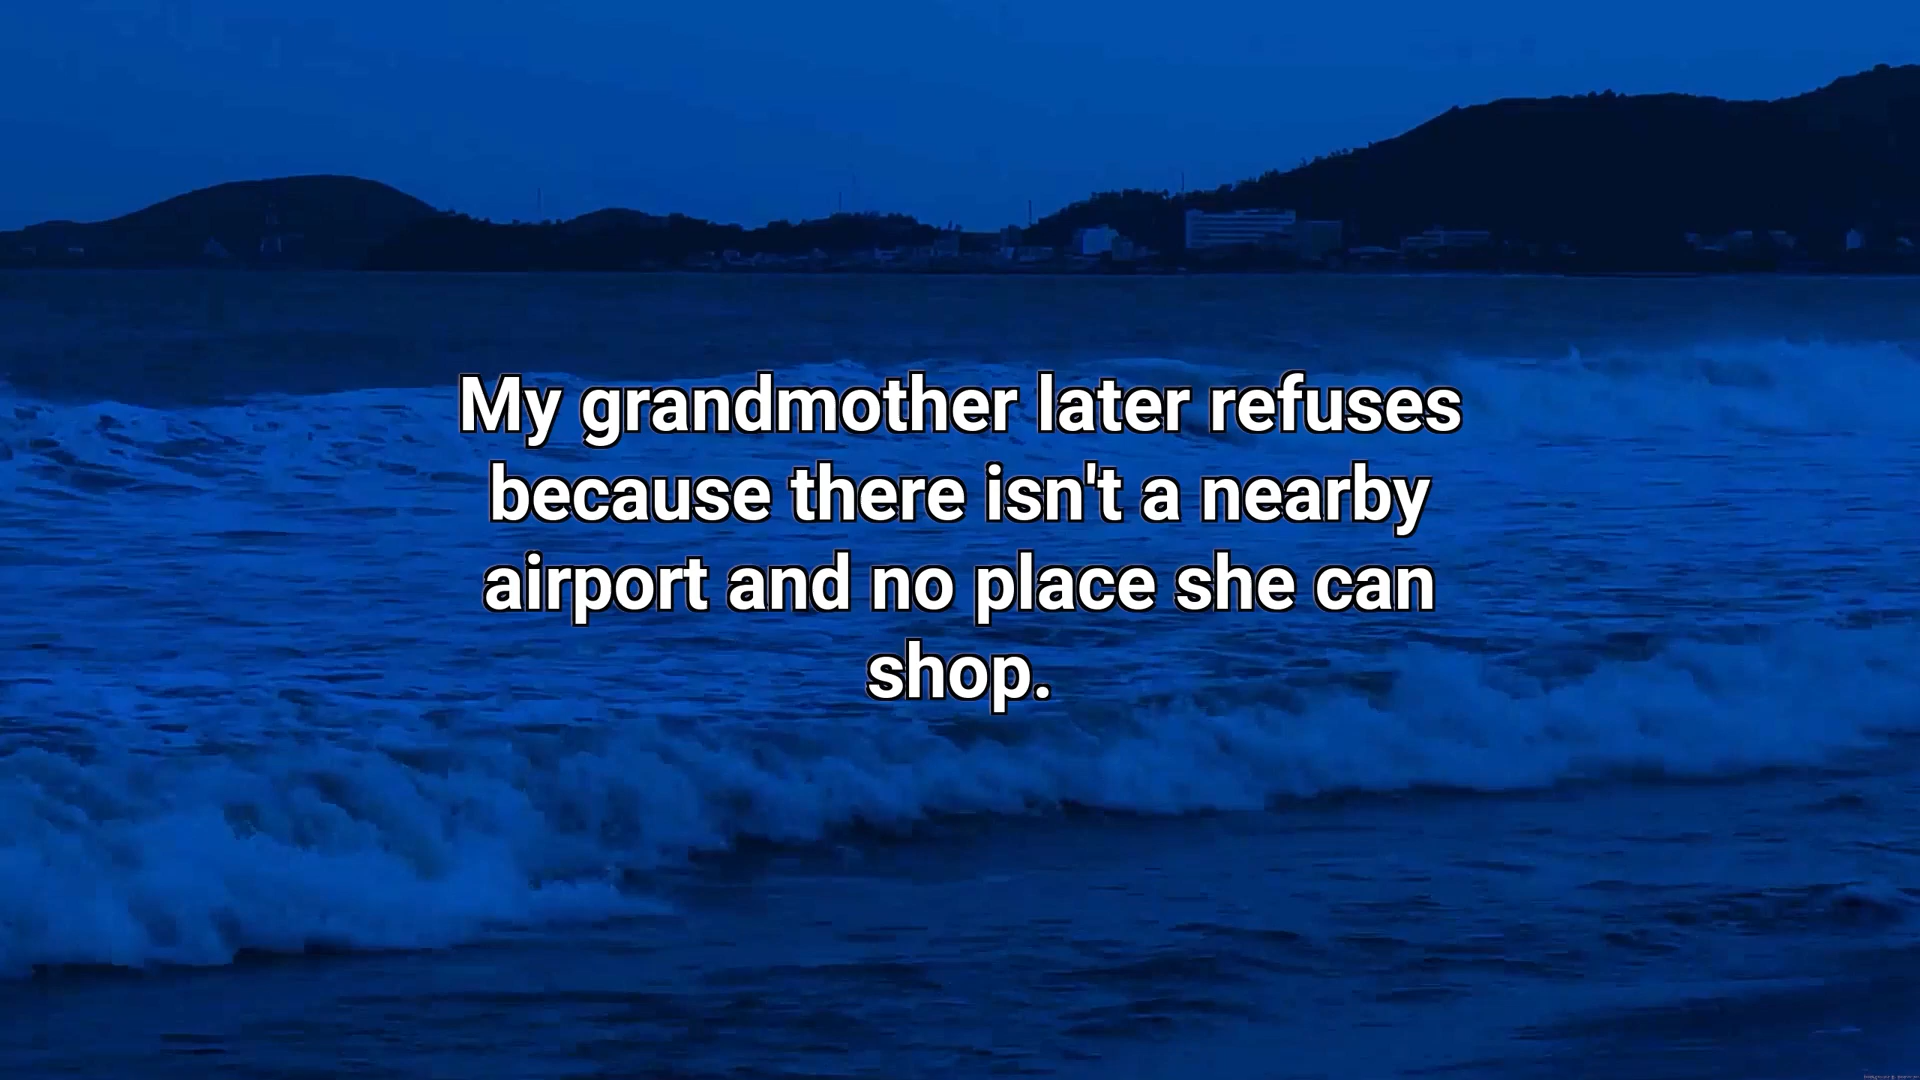 My grandmother later refuses
because there isn't a nearby
airport and no place she can
shop.